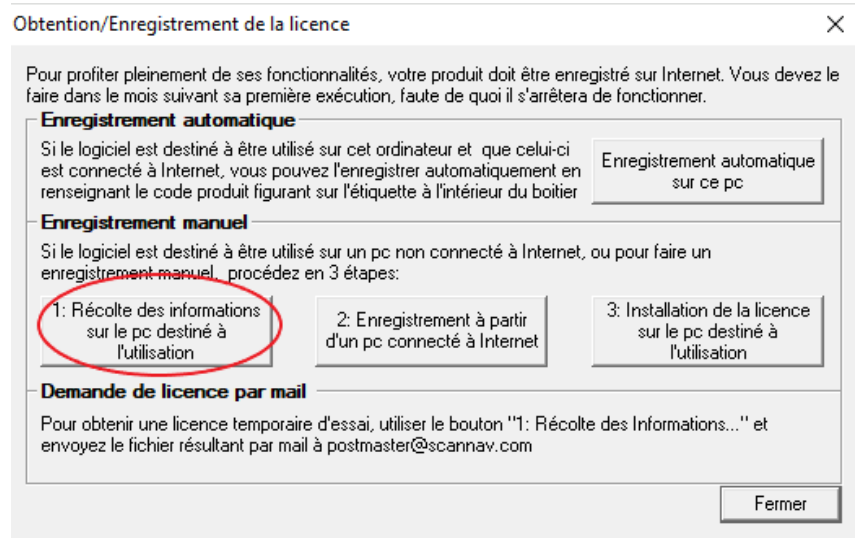 Obtention/Enregistrement de la licence
Pour profiter pleinement de ses fonctionnalités, votre produit doit être enregistré sur Internet. Vous devez le
faire dans le mois suivant sa première exécution, faute de quoi il s'arrêtera de fonctionner.
Enregistrement automatique
Si le logiciel est destiné à être utilisé sur cet ordinateur et que celui-ci
est connecté à Internet, vous pouvez l'enregistrer automatiquement en
renseignant le code produit figurant sur l'étiquette à l'intérieur du boitier
Enregistrement automatique
sur ce pc
Enregistrement manuel
Si le logiciel est destiné à être utilisé sur un pc non connecté à Internet, ou pour faire un
enregistrement manuel, procédez en 3 étapes:
1: Récolte des informations
sur le pc destiné à
l'utilisation
2: Enregistrement à partir
d'un pc connecté à Internet
3: Installation de la licence
sur le pc destiné à
l'utilisation
Demande de licence par mail
Pour obtenir une licence temporaire d'essai, utiliser le bouton "1: Récolte des Informations..." et
envoyez le fichier résultant par mail à postmaster@scannav.com
Fermer